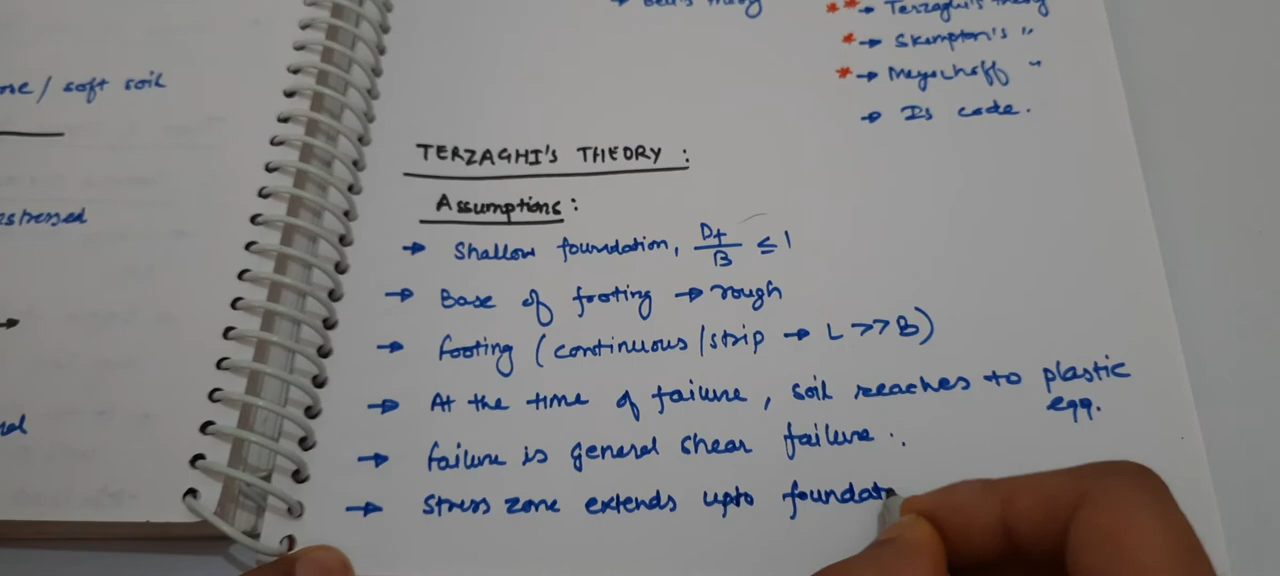 → Bell's theory
** → Terzaghi's theory
* → Skempton's "
* → Meyerhoff "
→ Is code.
/ soft soil
TERZAGHI'S THEORY :
Assumptions :
→ Shallow foundation, Df/B ≤ 1
→ Base of footing → rough
→ footing (continuous/strip → L >> B)
→ At the time of failure, soil reaches to plastic
eqq.
→ failure is general shear failure.
→ Stress zone extends upto foundat